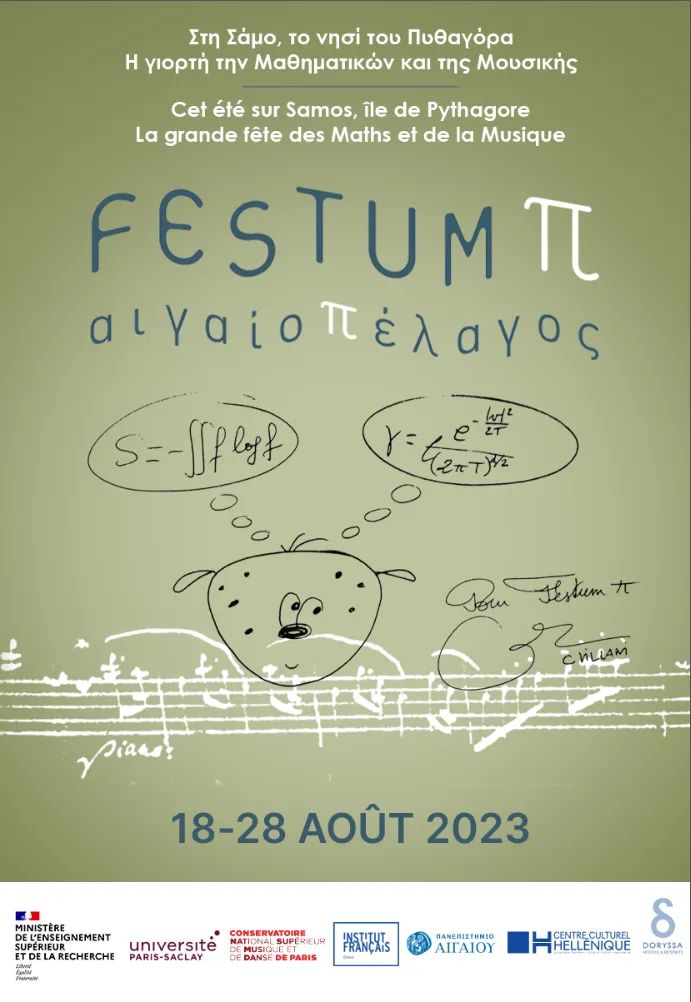 Στη Σάμο, το νησί του Πυθαγόρα
Η γιορτή την Μαθηματικών και της Μουσικής
Cet été sur Samos, île de Pythagore
La grande fête des Maths et de la Musique
FESTUM π
αιγαίο πέλαγος
S = -∬ f log f
γ = e^{-|v|²/2T} / (2πT)^{d/2}
Pour Festum π
C VILLANI
piano:
18-28 AOÛT 2023
MINISTÈRE
DE L'ENSEIGNEMENT
SUPÉRIEUR
ET DE LA RECHERCHE
Liberté
Égalité
Fraternité
université
PARIS-SACLAY
CONSERVATOIRE
NATIONAL SUPÉRIEUR
DE MUSIQUE ET
DE DANSE DE PARIS
INSTITUT
FRANÇAIS
ΠΑΝΕΠΙΣΤΗΜΙΟ
ΑΙΓΑΙΟΥ
CENTRE CULTUREL
HELLÉNIQUE
δ
DORYSSA
HOTELS & RESORTS